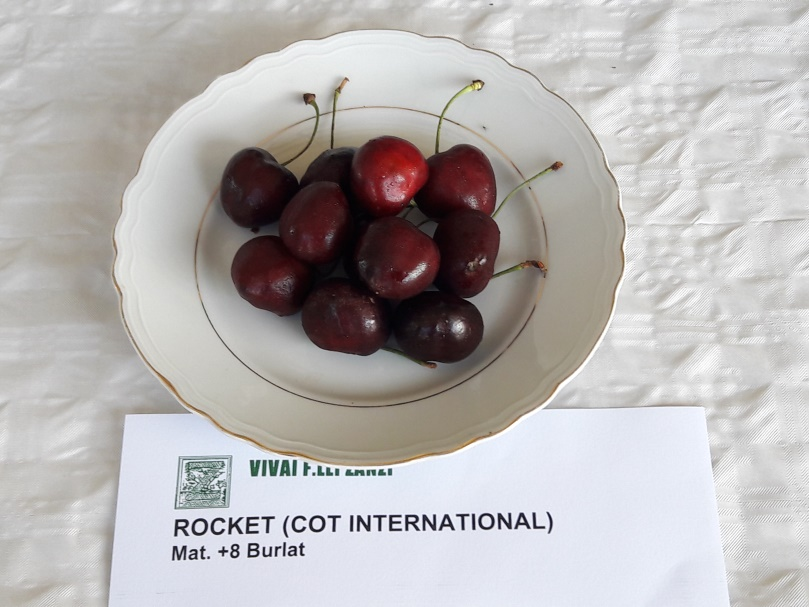 VIVAI F.LLI ZANZI
ROCKET (COT INTERNATIONAL)
Mat. +8 Burlat